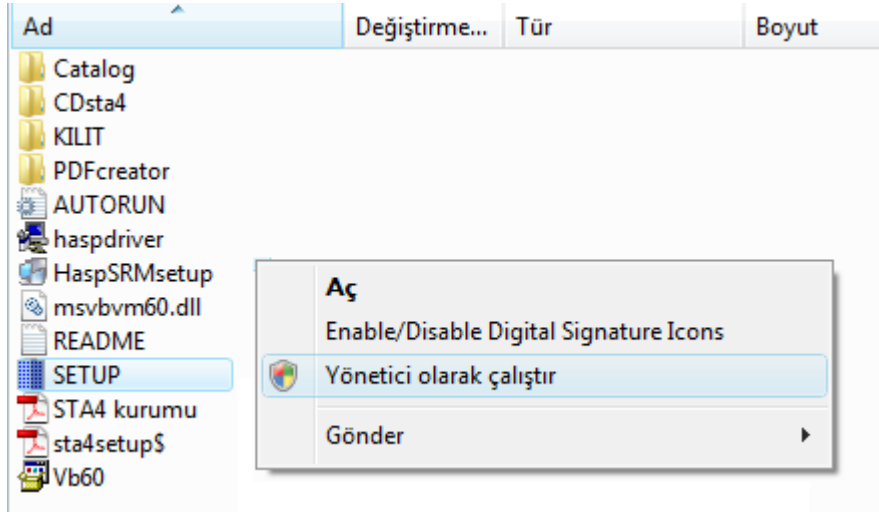 Ad Değiştirme... Tür Boyut
Catalog
CDsta4
KILIT
PDFcreator
AUTORUN
haspdriver
HaspSRMsetup
msvbvm60.dll
README
SETUP
STA4 kurumu
sta4setup$
Vb60
Aç
Enable/Disable Digital Signature Icons
Yönetici olarak çalıştır
Gönder